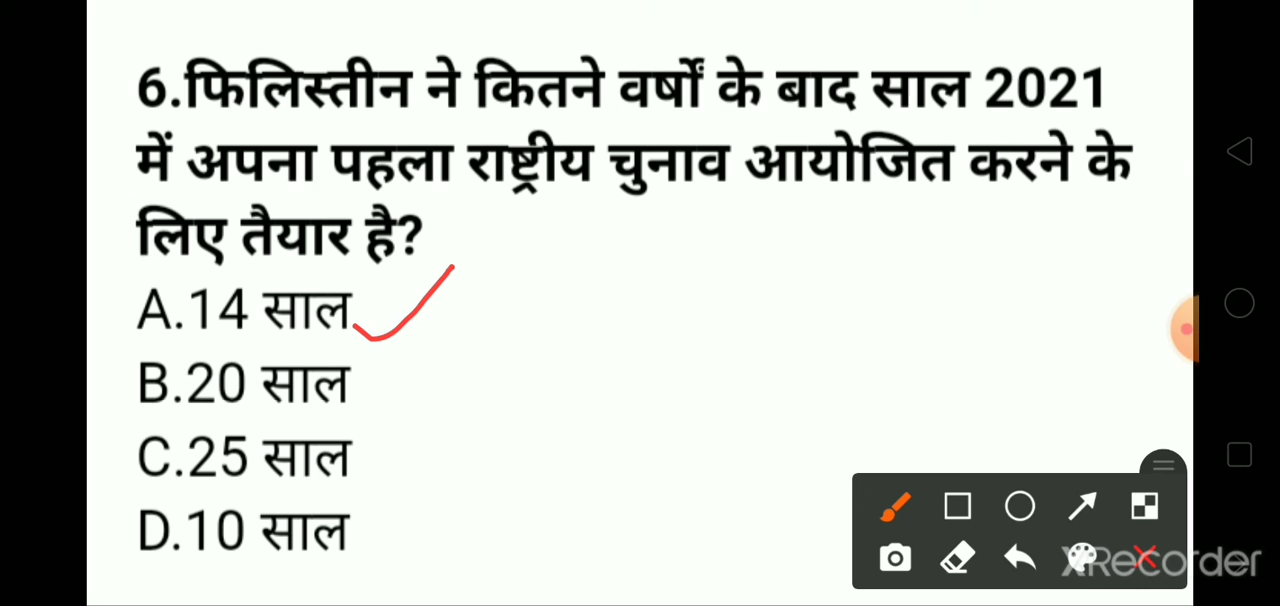 6.फिलिस्तीन ने कितने वर्षों के बाद साल 2021
में अपना पहला राष्ट्रीय चुनाव आयोजित करने के
लिए तैयार है?
A.14 साल
B.20 साल
C.25 साल
D.10 साल
XRecorder